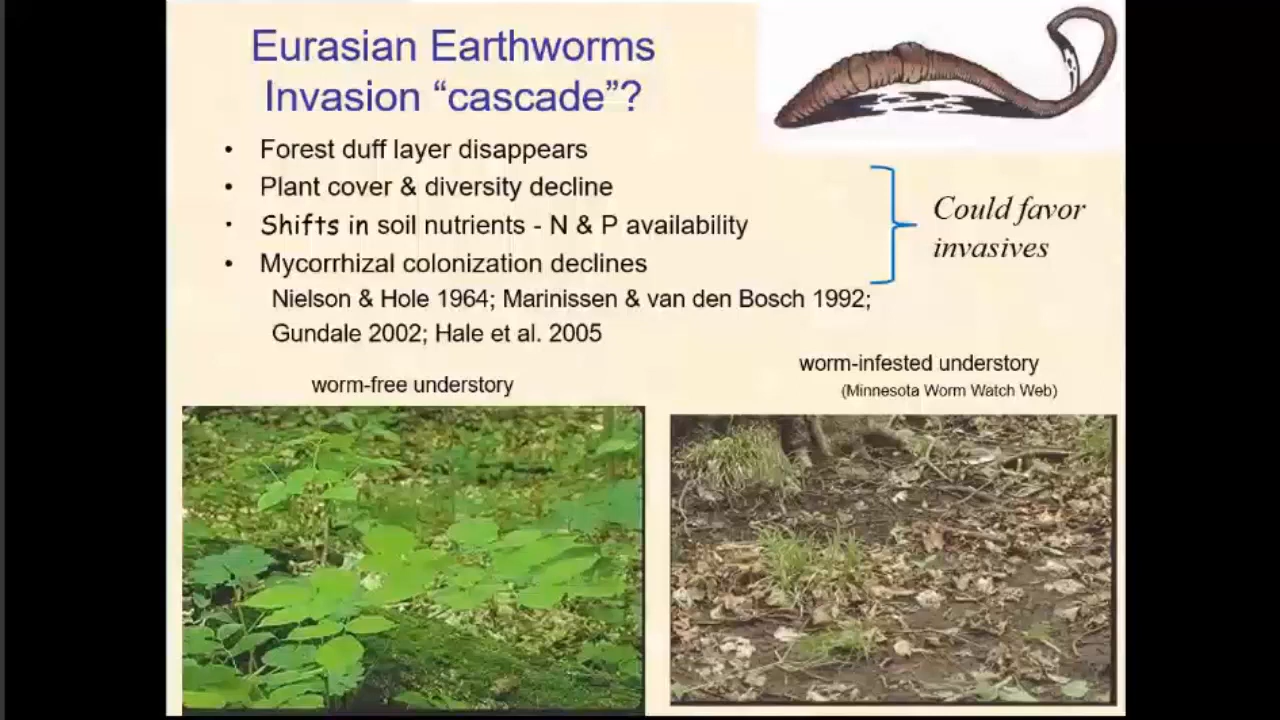 Eurasian Earthworms
Invasion “cascade”?
• Forest duff layer disappears
• Plant cover & diversity decline
• Shifts in soil nutrients - N & P availability
• Mycorrhizal colonization declines
Nielson & Hole 1964; Marinissen & van den Bosch 1992;
Gundale 2002; Hale et al. 2005
Could favor
invasives
worm-free understory
worm-infested understory
(Minnesota Worm Watch Web)